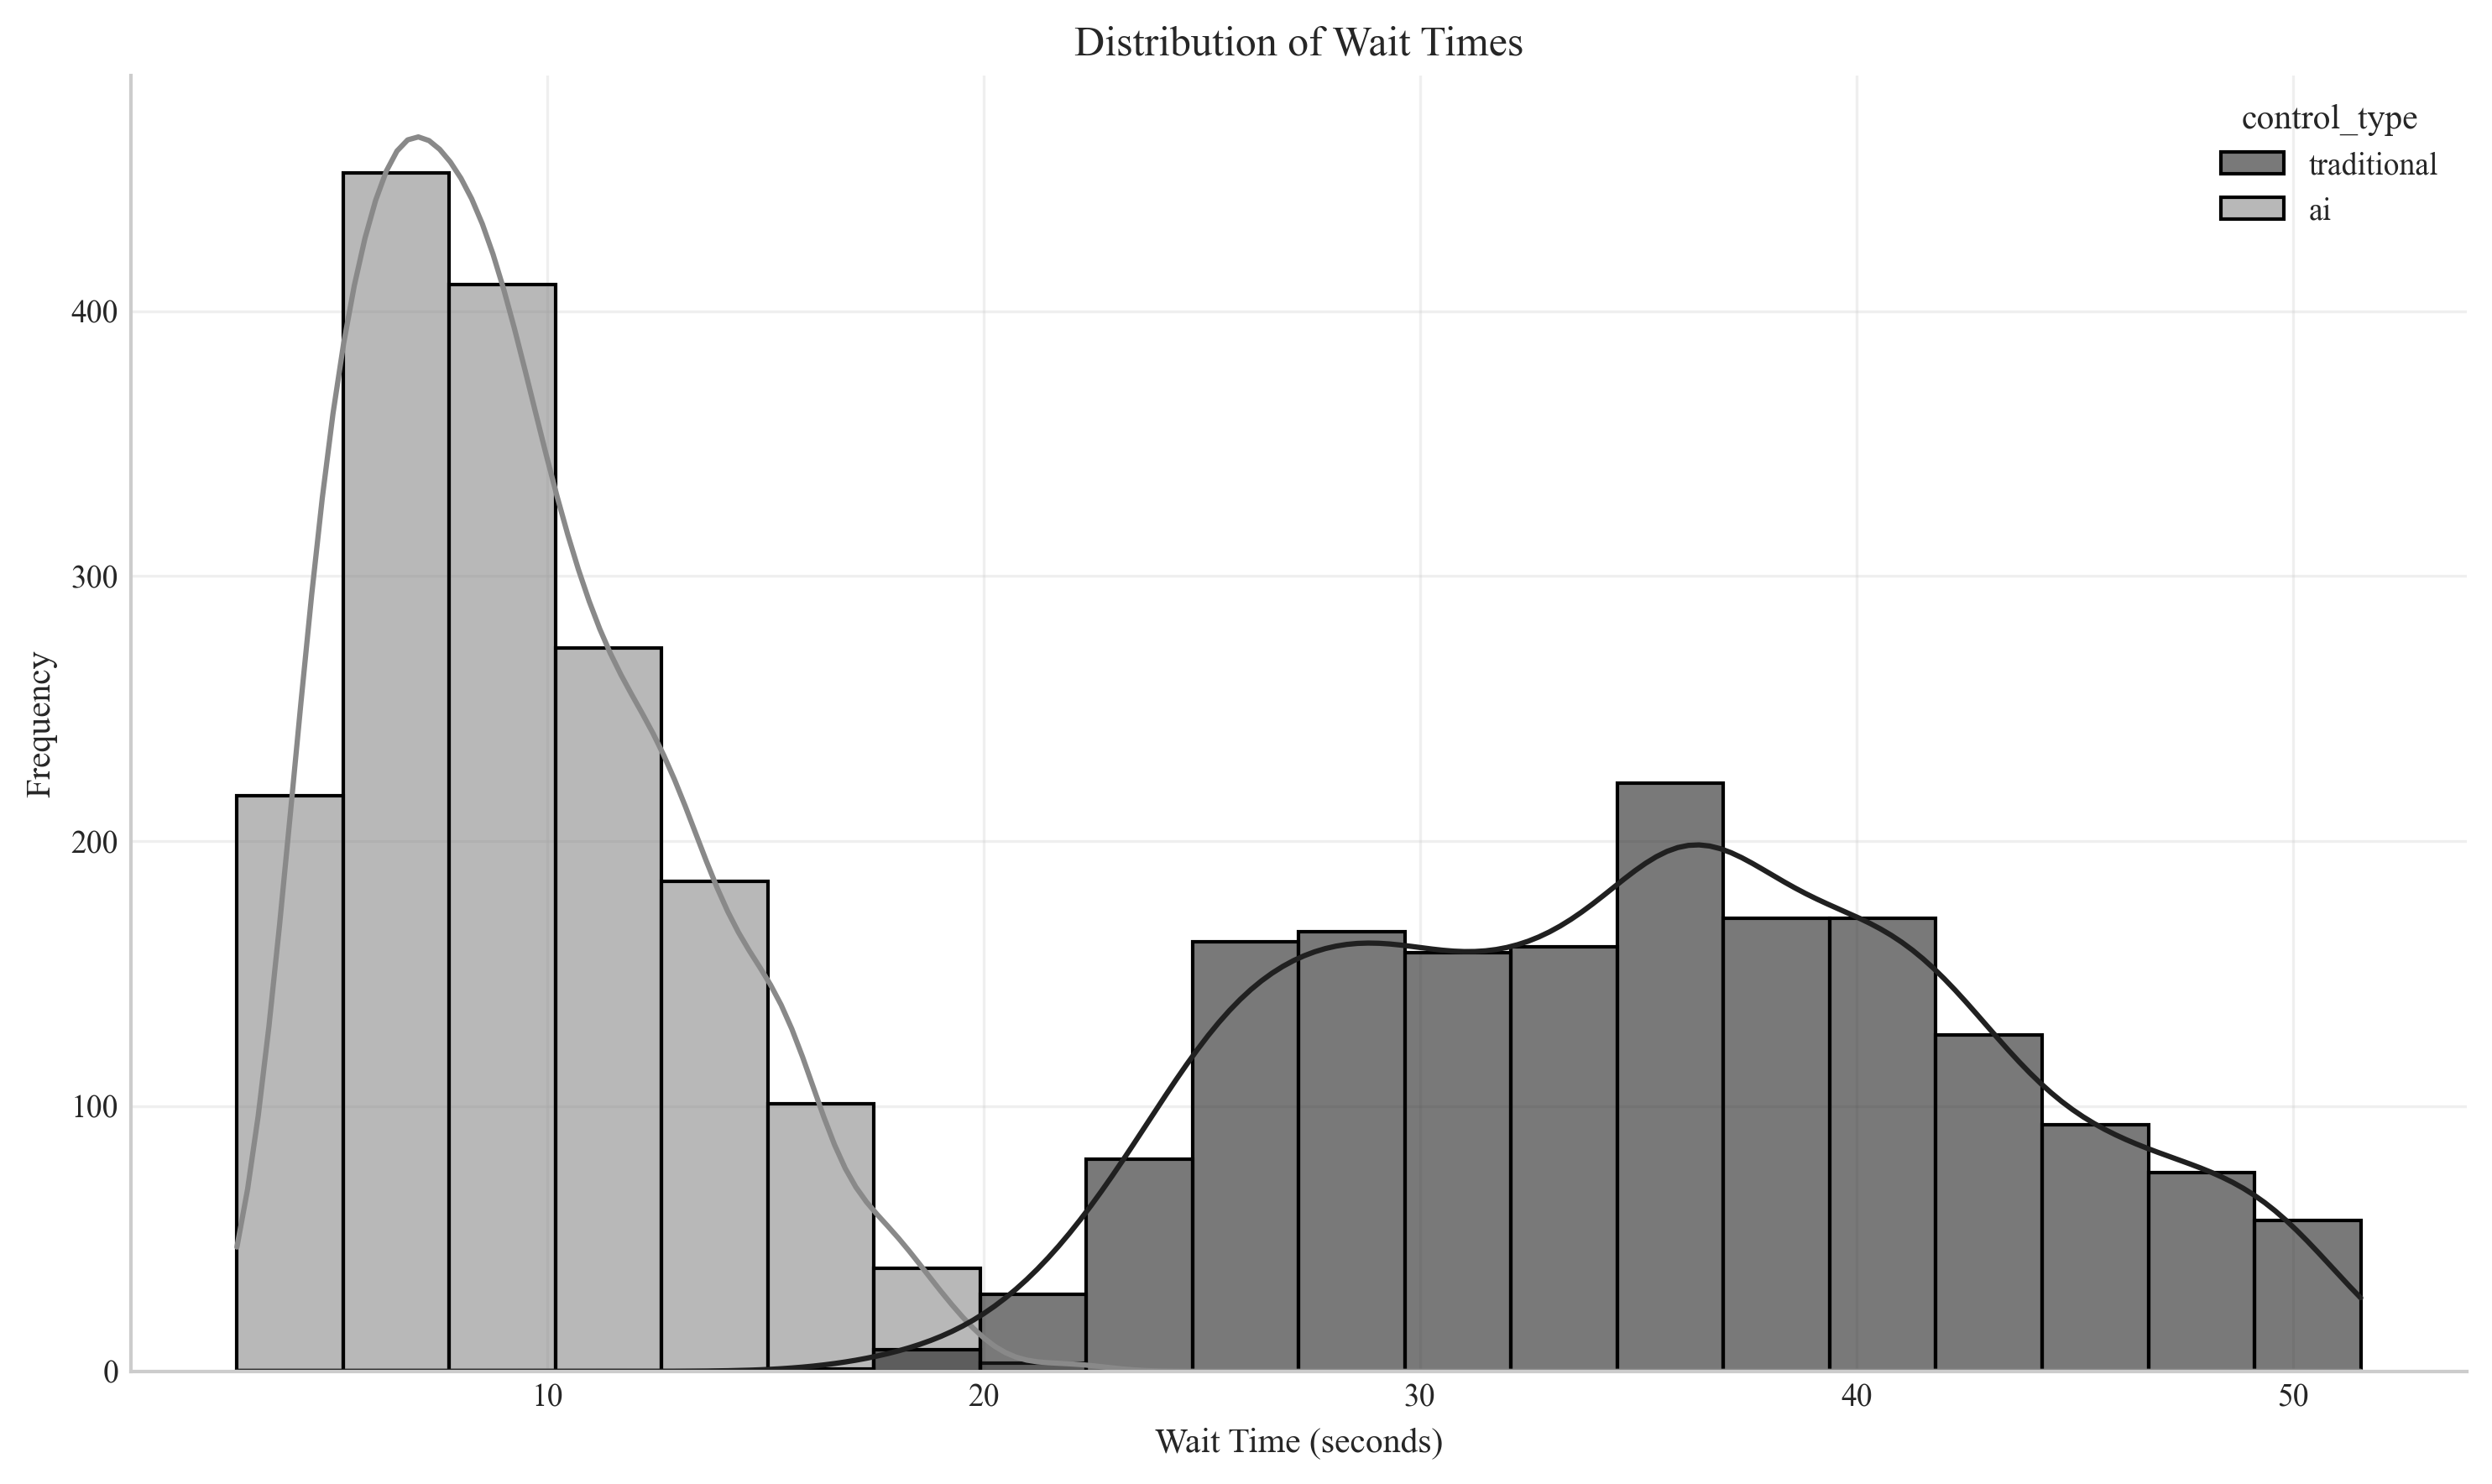 Distribution of Wait Times
control_type
traditional
ai
400
300
200
100
0
Frequency
10
20
30
40
50
Wait Time (seconds)